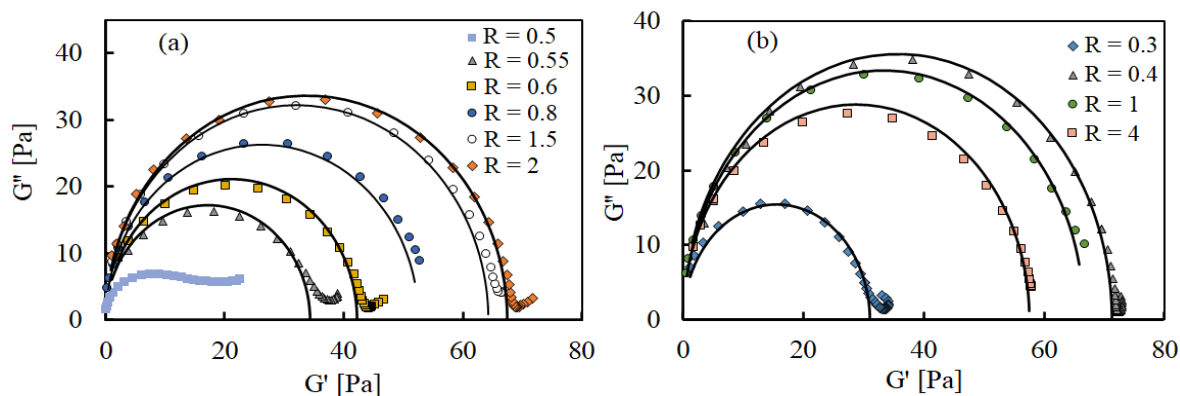 (a)
40
30
20
10
0
G'' [Pa]
0 20 40 60 80
G' [Pa]
R = 0.5
R = 0.55
R = 0.6
R = 0.8
R = 1.5
R = 2
(b)
40
30
20
10
0
G'' [Pa]
0 20 40 60 80
G' [Pa]
R = 0.3
R = 0.4
R = 1
R = 4